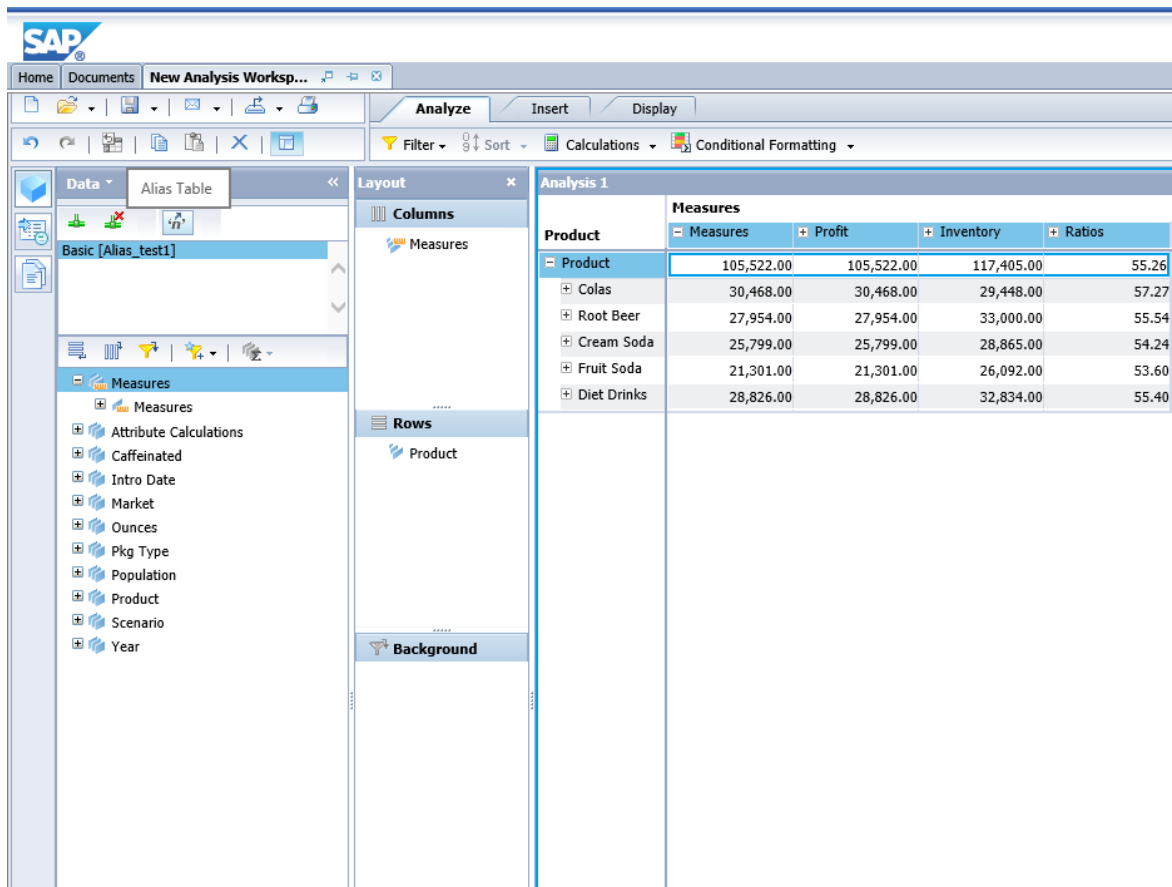 SAP®
Home Documents New Analysis Worksp...
Analyze Insert Display
Filter Sort Calculations Conditional Formatting
Data
Alias Table
Basic [Alias_test1]
Measures
Measures
Attribute Calculations
Caffeinated
Intro Date
Market
Ounces
Pkg Type
Population
Product
Scenario
Year
Layout
Columns
Measures
Rows
Product
Background
Analysis 1
Measures
Product Measures Profit Inventory Ratios
Product 105,522.00 105,522.00 117,405.00 55.26
Colas 30,468.00 30,468.00 29,448.00 57.27
Root Beer 27,954.00 27,954.00 33,000.00 55.54
Cream Soda 25,799.00 25,799.00 28,865.00 54.24
Fruit Soda 21,301.00 21,301.00 26,092.00 53.60
Diet Drinks 28,826.00 28,826.00 32,834.00 55.40